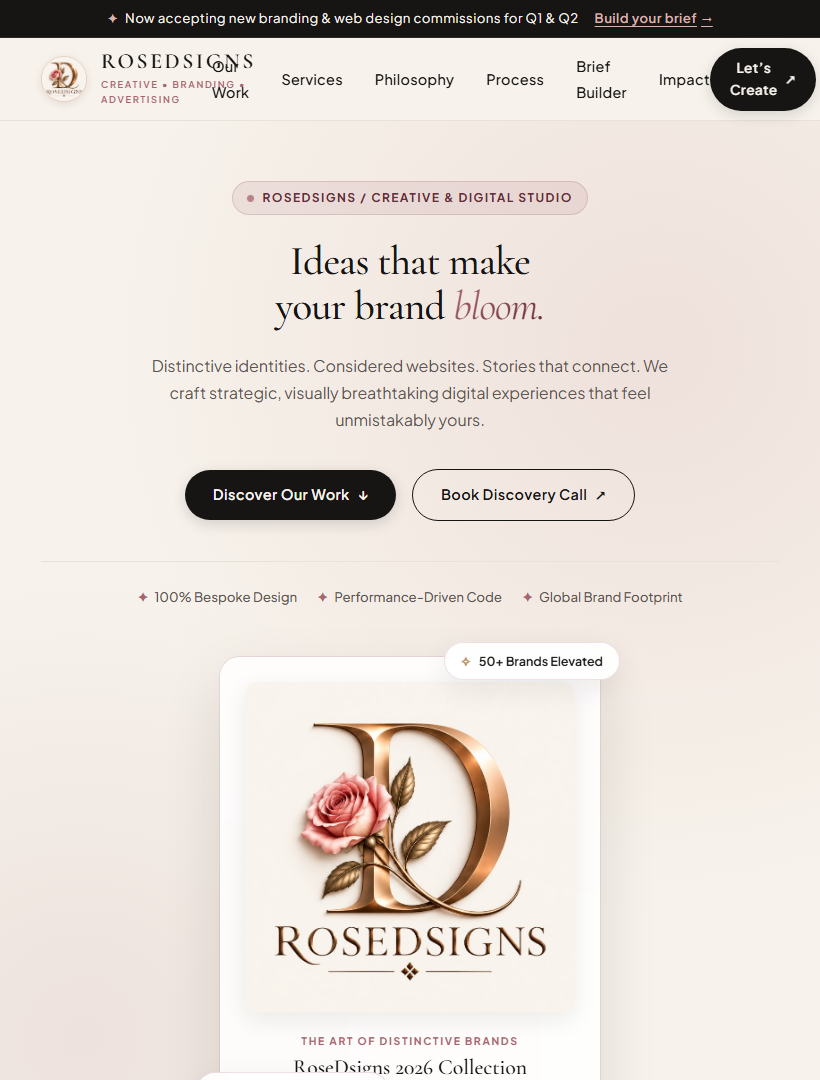 ✦ Now accepting new branding & web design commissions for Q1 & Q2 Build your brief →
ROSEDSIGNS
CREATIVE • BRANDING •
ADVERTISING
Our
Work
Services
Philosophy
Process
Brief
Builder
Impact
Let's
Create ↗
ROSEDSIGNS / CREATIVE & DIGITAL STUDIO
Ideas that make
your brand bloom.
Distinctive identities. Considered websites. Stories that connect. We
craft strategic, visually breathtaking digital experiences that feel
unmistakably yours.
Discover Our Work ↓
Book Discovery Call ↗
✦ 100% Bespoke Design ✦ Performance-Driven Code ✦ Global Brand Footprint
✧ 50+ Brands Elevated
D
ROSEDSIGNS
THE ART OF DISTINCTIVE BRANDS
RoseDsigns 2026 Collection